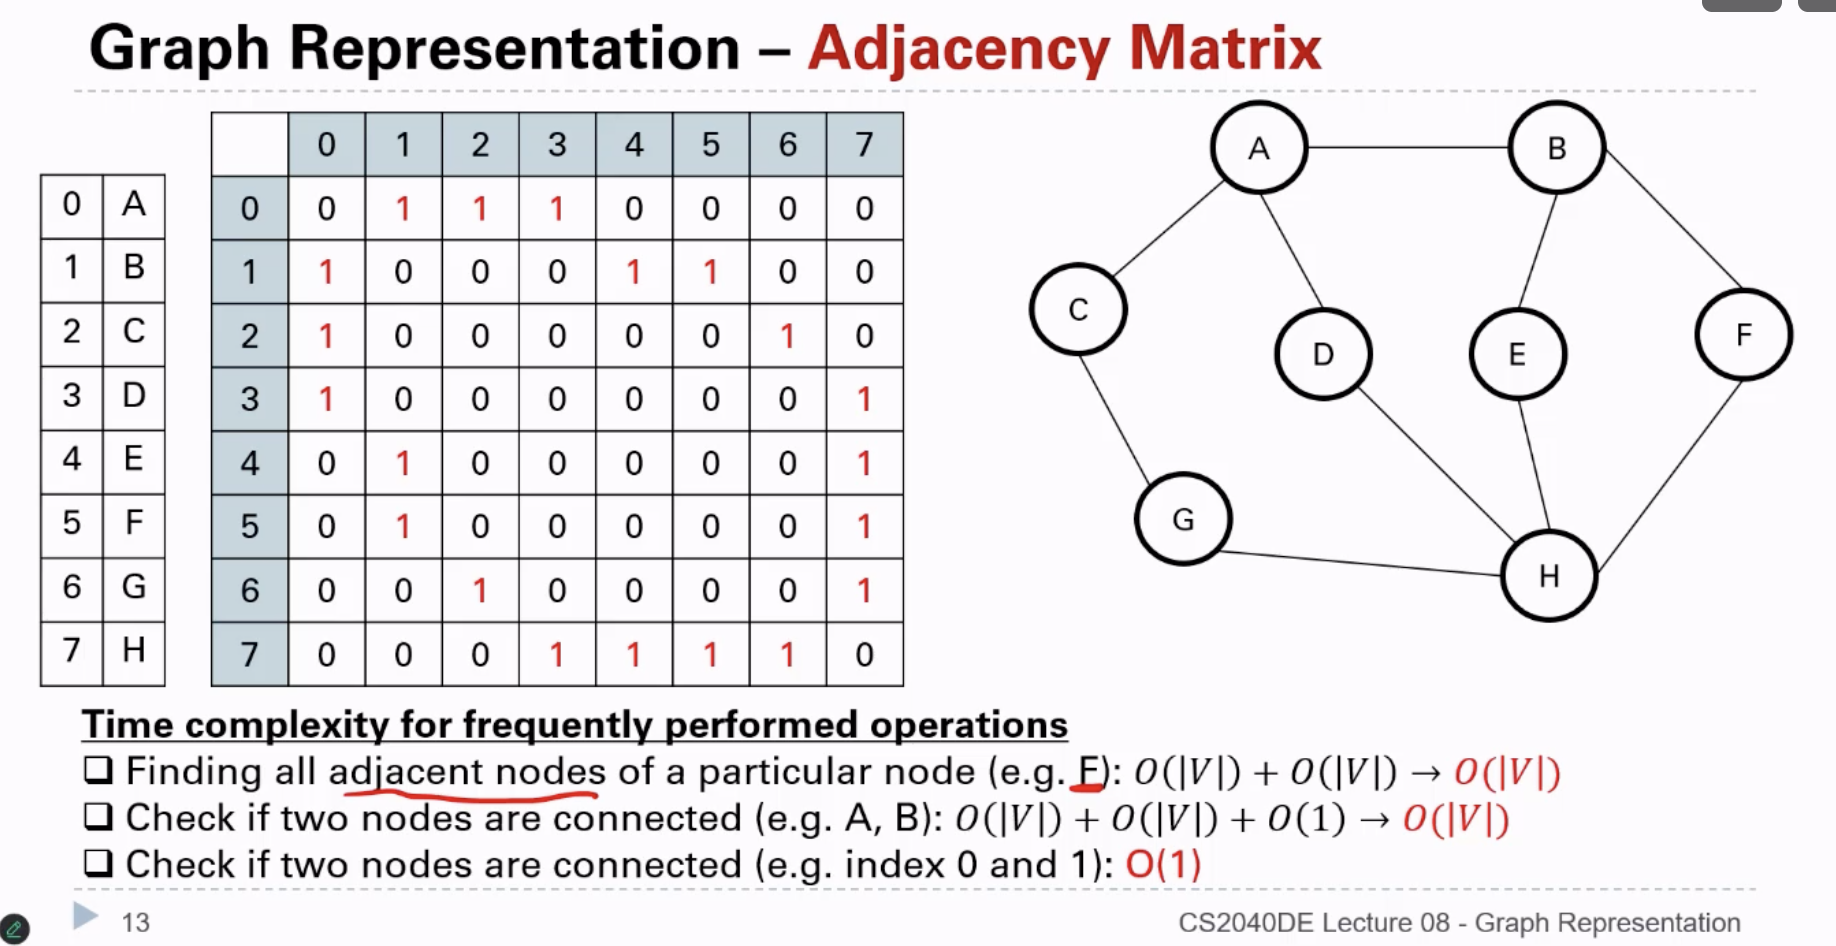 Graph Representation – Adjacency Matrix
0 1 2 3 4 5 6 7
0 A
1 B
2 C
3 D
4 E
5 F
6 G
7 H
0 0 1 1 1 0 0 0 0
1 1 0 0 0 1 1 0 0
2 1 0 0 0 0 0 1 0
3 1 0 0 0 0 0 0 1
4 0 1 0 0 0 0 0 1
5 0 1 0 0 0 0 0 1
6 0 0 1 0 0 0 0 1
7 0 0 0 1 1 1 1 0
A
B
C
D
E
F
G
H
Time complexity for frequently performed operations
❑ Finding all adjacent nodes of a particular node (e.g. F): O(|V|) + O(|V|) → O(|V|)
❑ Check if two nodes are connected (e.g. A, B): O(|V|) + O(|V|) + O(1) → O(|V|)
❑ Check if two nodes are connected (e.g. index 0 and 1): O(1)
13
CS2040DE Lecture 08 - Graph Representation